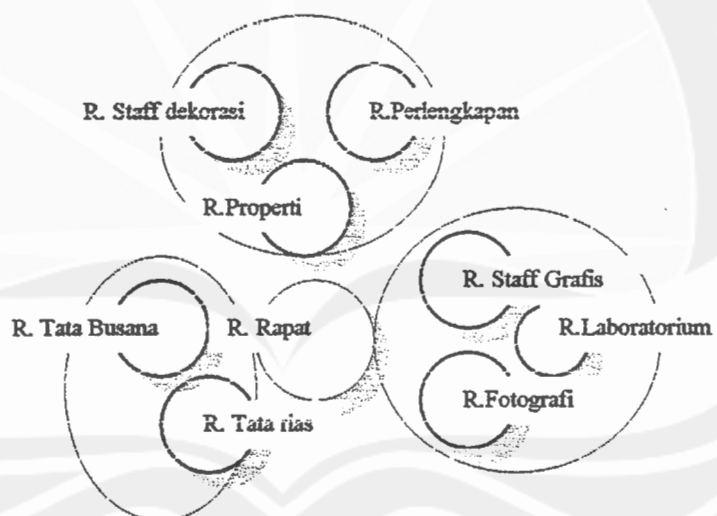 R. Staff dekorasi
R.Perlengkapan
R.Properti
R. Staff Grafis
R. Tata Busana
R. Rapat
R.Laboratorium
R.Fotografi
R. Tata rias